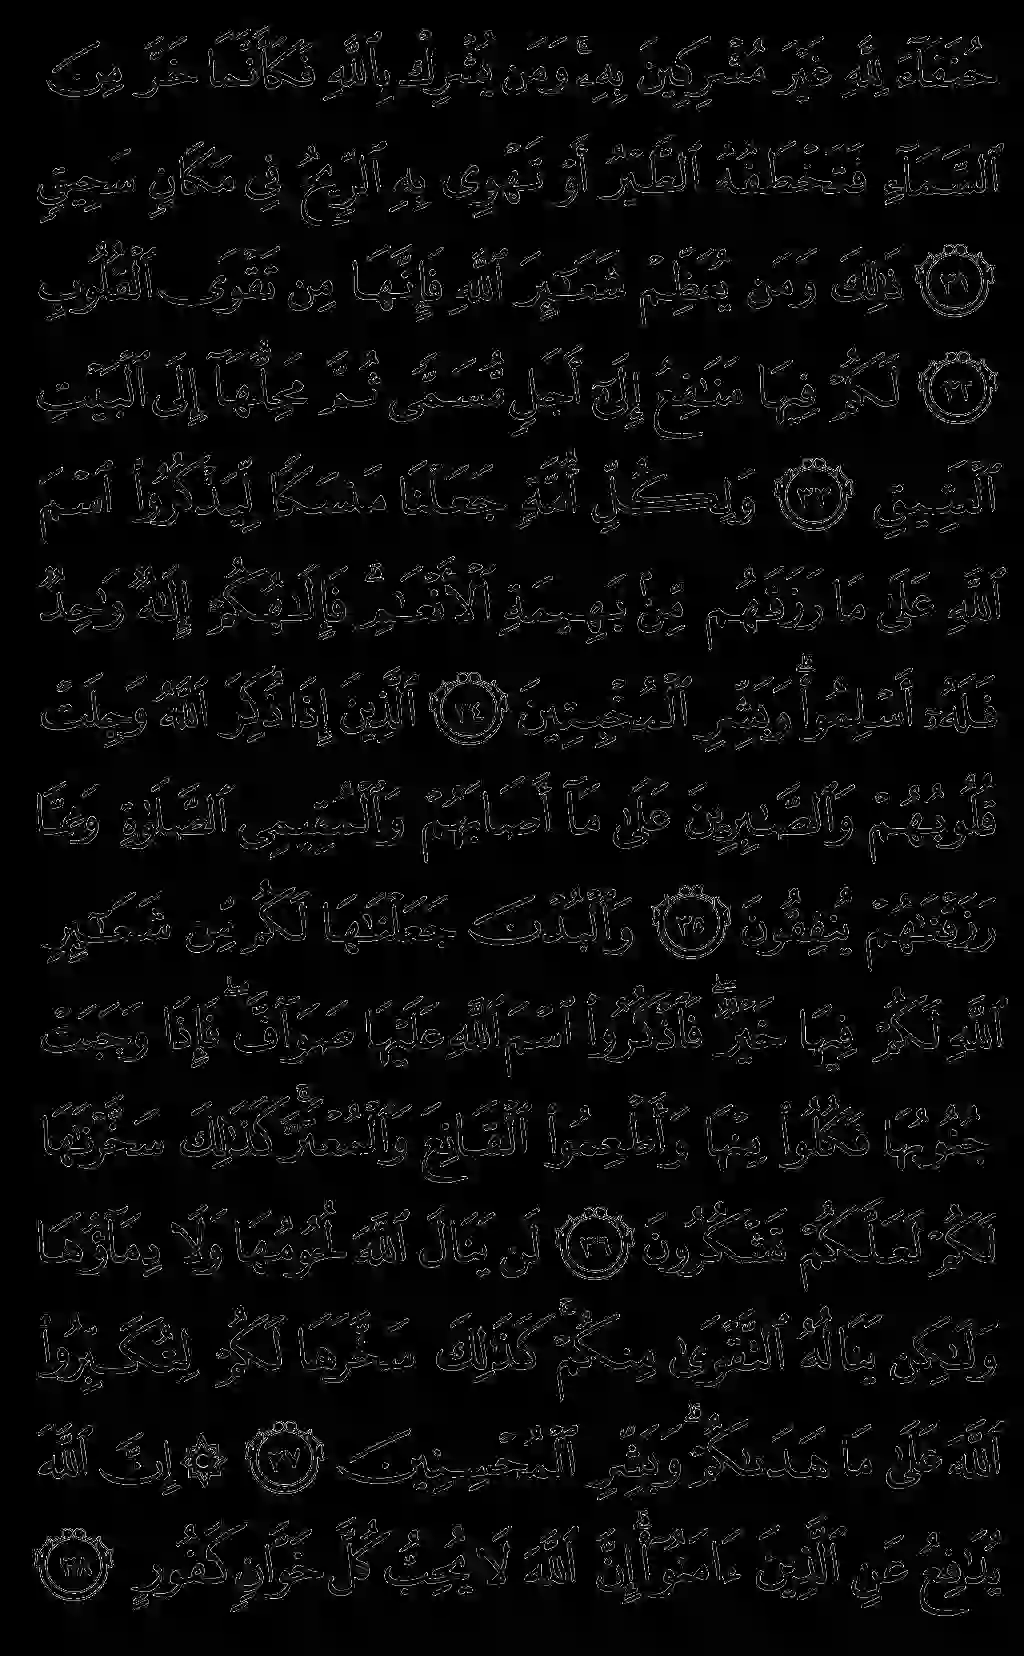 حُنَفَآءَ لِلَّهِ غَيْرَ مُشْرِكِينَ بِهِۦۚ وَمَن يُشْرِكْ بِٱللَّهِ فَكَأَنَّمَا خَرَّ مِنَ
ٱلسَّمَآءِ فَتَخْطَفُهُ ٱلطَّيْرُ أَوْ تَهْوِى بِهِ ٱلرِّيحُ فِى مَكَانٍ سَحِيقٍ
٣١ ذَٰلِكَ وَمَن يُعَظِّمْ شَعَـٰٓئِرَ ٱللَّهِ فَإِنَّهَا مِن تَقْوَى ٱلْقُلُوبِ
٣٢ لَكُمْ فِيهَا مَنَـٰفِعُ إِلَىٰٓ أَجَلٍ مُّسَمًّى ثُمَّ مَحِلُّهَآ إِلَى ٱلْبَيْتِ
ٱلْعَتِيقِ ٣٣ وَلِكُلِّ أُمَّةٍ جَعَلْنَا مَنسَكًا لِّيَذْكُرُوا۟ ٱسْمَ
ٱللَّهِ عَلَىٰ مَا رَزَقَهُم مِّنۢ بَهِيمَةِ ٱلْأَنْعَـٰمِۗ فَإِلَـٰهُكُمْ إِلَـٰهٌ وَٰحِدٌ
فَلَهُۥٓ أَسْلِمُوا۟ۗ وَبَشِّرِ ٱلْمُخْبِتِينَ ٣٤ ٱلَّذِينَ إِذَا ذُكِرَ ٱللَّهُ وَجِلَتْ
قُلُوبُهُمْ وَٱلصَّـٰبِرِينَ عَلَىٰ مَآ أَصَابَهُمْ وَٱلْمُقِيمِى ٱلصَّلَوٰةِ وَمِمَّا
رَزَقْنَـٰهُمْ يُنفِقُونَ ٣٥ وَٱلْبُدْنَ جَعَلْنَـٰهَا لَكُم مِّن شَعَـٰٓئِرِ
ٱللَّهِ لَكُمْ فِيهَا خَيْرٌۖ فَٱذْكُرُوا۟ ٱسْمَ ٱللَّهِ عَلَيْهَا صَوَآفَّۖ فَإِذَا وَجَبَتْ
جُنُوبُهَا فَكُلُوا۟ مِنْهَا وَأَطْعِمُوا۟ ٱلْقَانِعَ وَٱلْمُعْتَرَّۚ كَذَٰلِكَ سَخَّرْنَـٰهَا
لَكُمْ لَعَلَّكُمْ تَشْكُرُونَ ٣٦ لَن يَنَالَ ٱللَّهَ لُحُومُهَا وَلَا دِمَآؤُهَا
وَلَـٰكِن يَنَالُهُ ٱلتَّقْوَىٰ مِنكُمْۚ كَذَٰلِكَ سَخَّرَهَا لَكُمْ لِتُكَبِّرُوا۟
ٱللَّهَ عَلَىٰ مَا هَدَىٰكُمْۗ وَبَشِّرِ ٱلْمُحْسِنِينَ ٣٧ ۞ إِنَّ ٱللَّهَ
يُدَٰفِعُ عَنِ ٱلَّذِينَ ءَامَنُوٓا۟ۗ إِنَّ ٱللَّهَ لَا يُحِبُّ كُلَّ خَوَّانٍ كَفُورٍ ٣٨